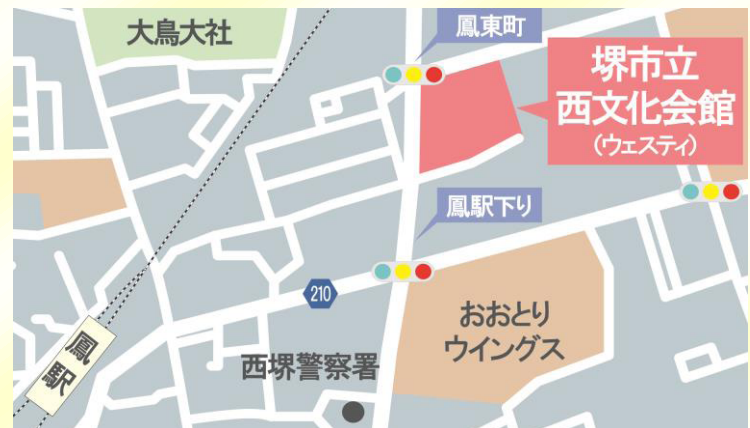 大鳥大社
鳳東町
堺市立
西文化会館
(ウェスティ)
鳳駅下り
210
おおとり
ウイングス
鳳駅
西堺警察署